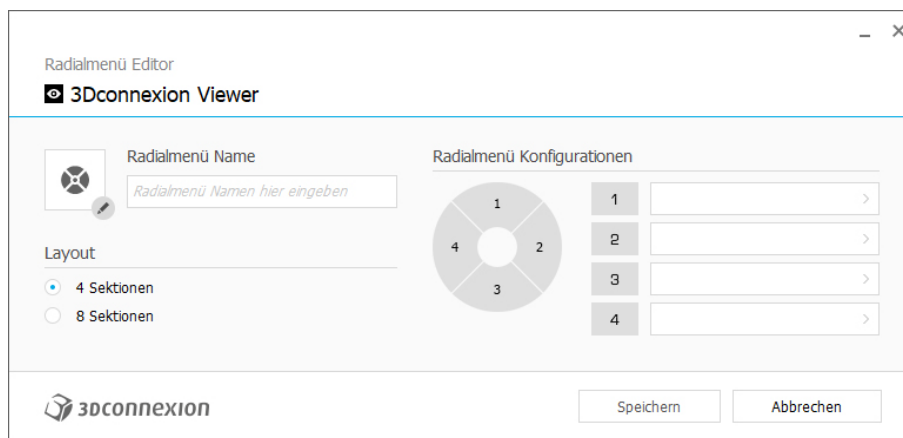 Radialmenü Editor
3Dconnexion Viewer
Radialmenü Name
Radialmenü Namen hier eingeben
Layout
4 Sektionen
8 Sektionen
Radialmenü Konfigurationen
1
4 2
3
1
2
3
4
3DCONNEXION
Speichern
Abbrechen